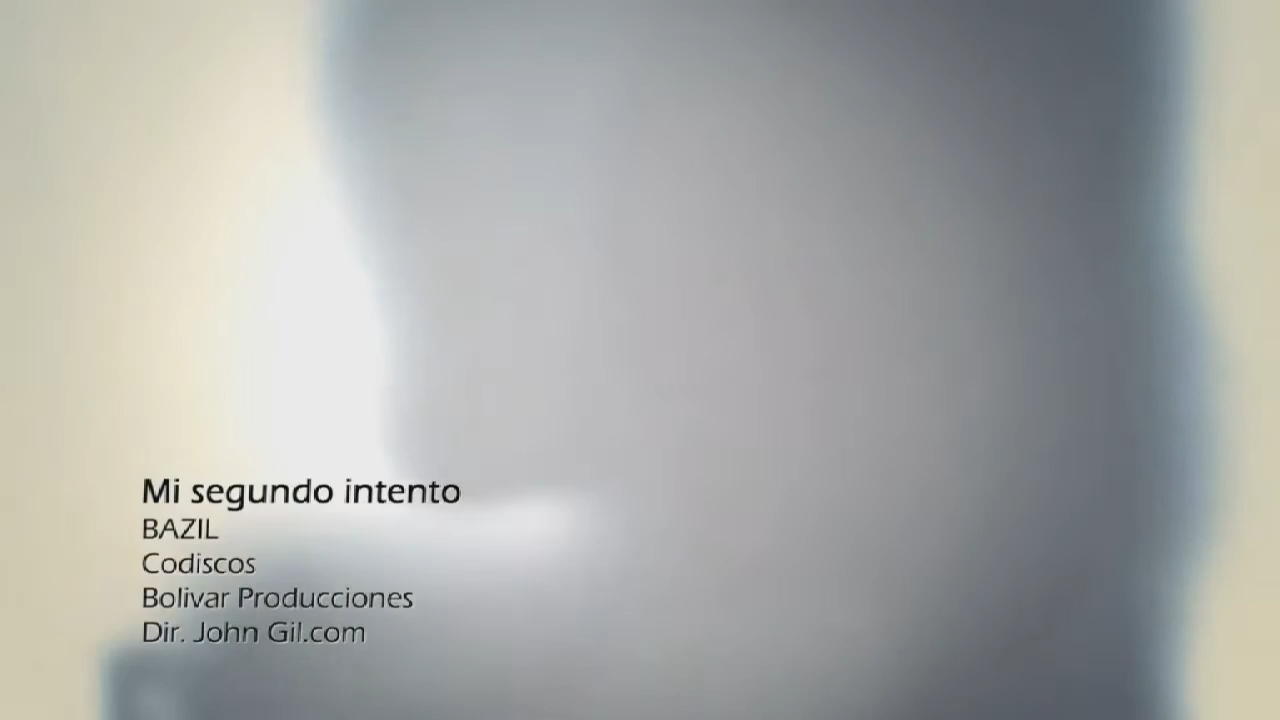 Mi segundo intento
BAZIL
Codiscos
Bolivar Producciones
Dir. John Gil.com